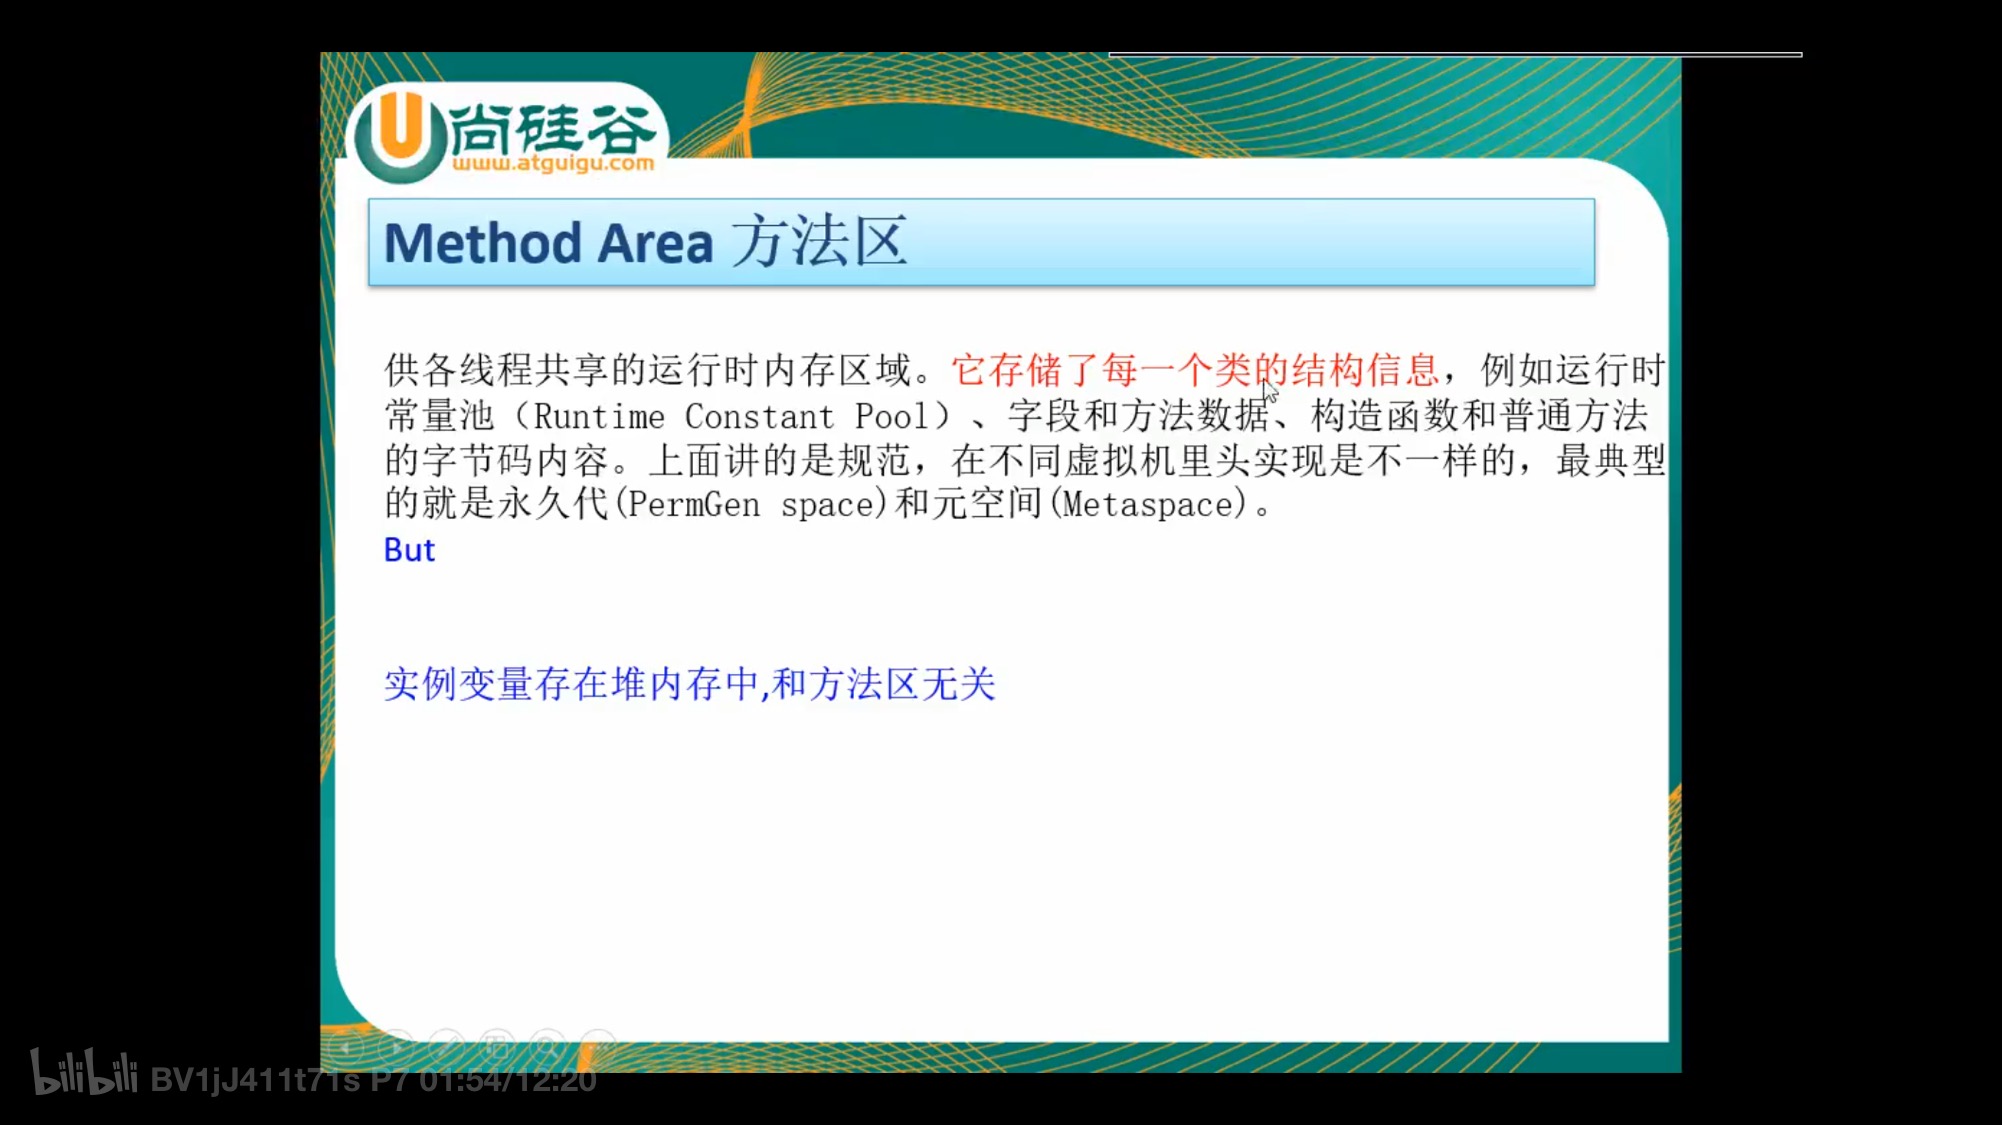 尚硅谷
www.atguigu.com
Method Area 方法区
供各线程共享的运行时内存区域。它存储了每一个类的结构信息，例如运行时
常量池（Runtime Constant Pool）、字段和方法数据、构造函数和普通方法
的字节码内容。上面讲的是规范，在不同虚拟机里头实现是不一样的，最典型
的就是永久代(PermGen space)和元空间(Metaspace)。
But
实例变量存在堆内存中,和方法区无关
bilibili BV1jJ411t71s P7 01:54/12:20